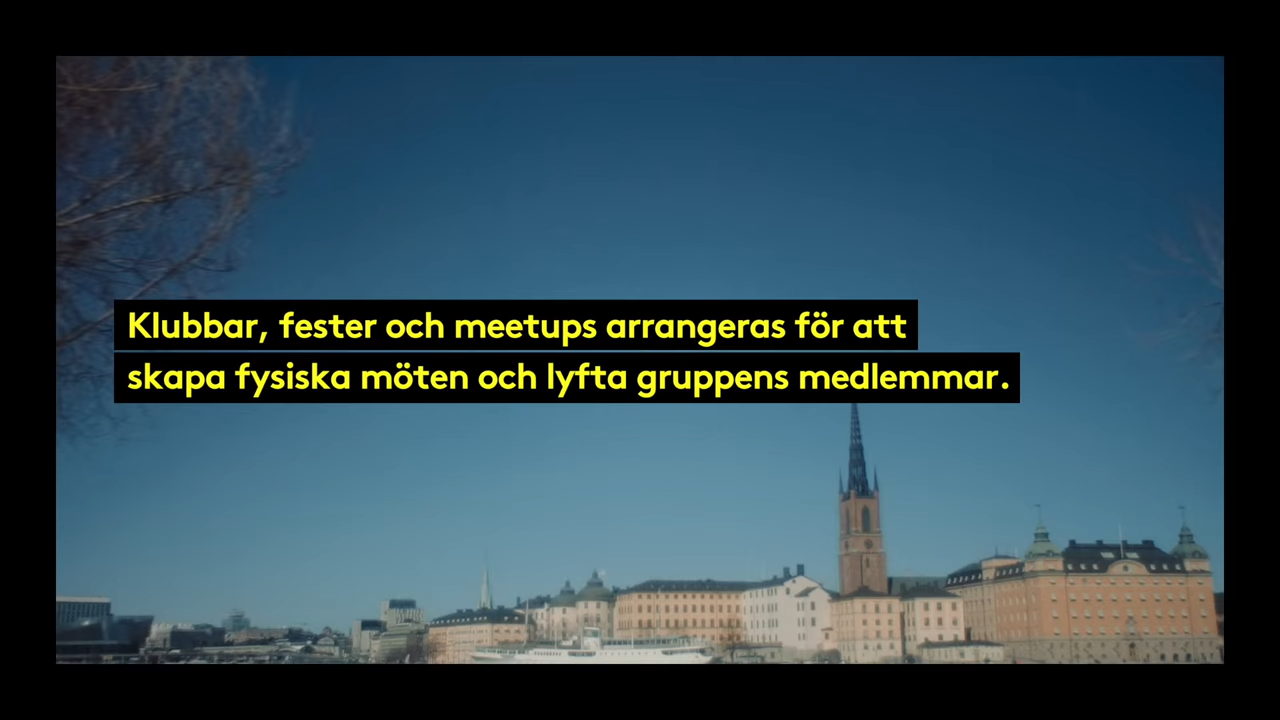 Klubbar, fester och meetups arrangeras för att
skapa fysiska möten och lyfta gruppens medlemmar.